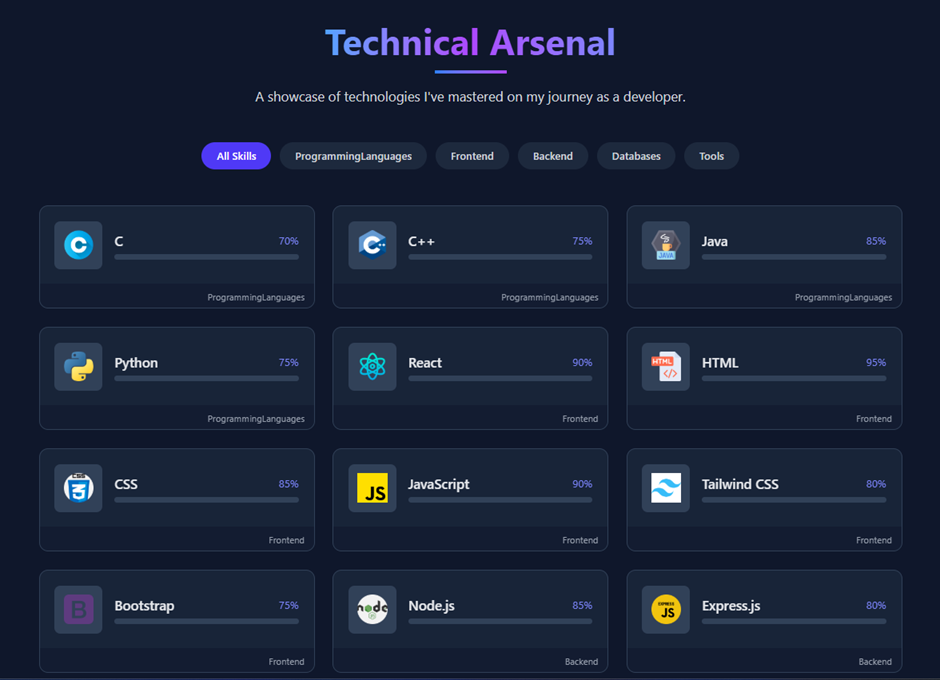 Technical Arsenal
A showcase of technologies I've mastered on my journey as a developer.
All Skills ProgrammingLanguages Frontend Backend Databases Tools
C 70%
ProgrammingLanguages
C++ 75%
ProgrammingLanguages
JAVA
Java 85%
ProgrammingLanguages
Python 75%
ProgrammingLanguages
React 90%
Frontend
HTML
HTML 95%
Frontend
CSS
3
CSS 85%
Frontend
JS
JavaScript 90%
Frontend
Tailwind CSS 80%
Frontend
B
Bootstrap 75%
Frontend
node
Node.js 85%
Backend
EXPRESS
JS
Express.js 80%
Backend